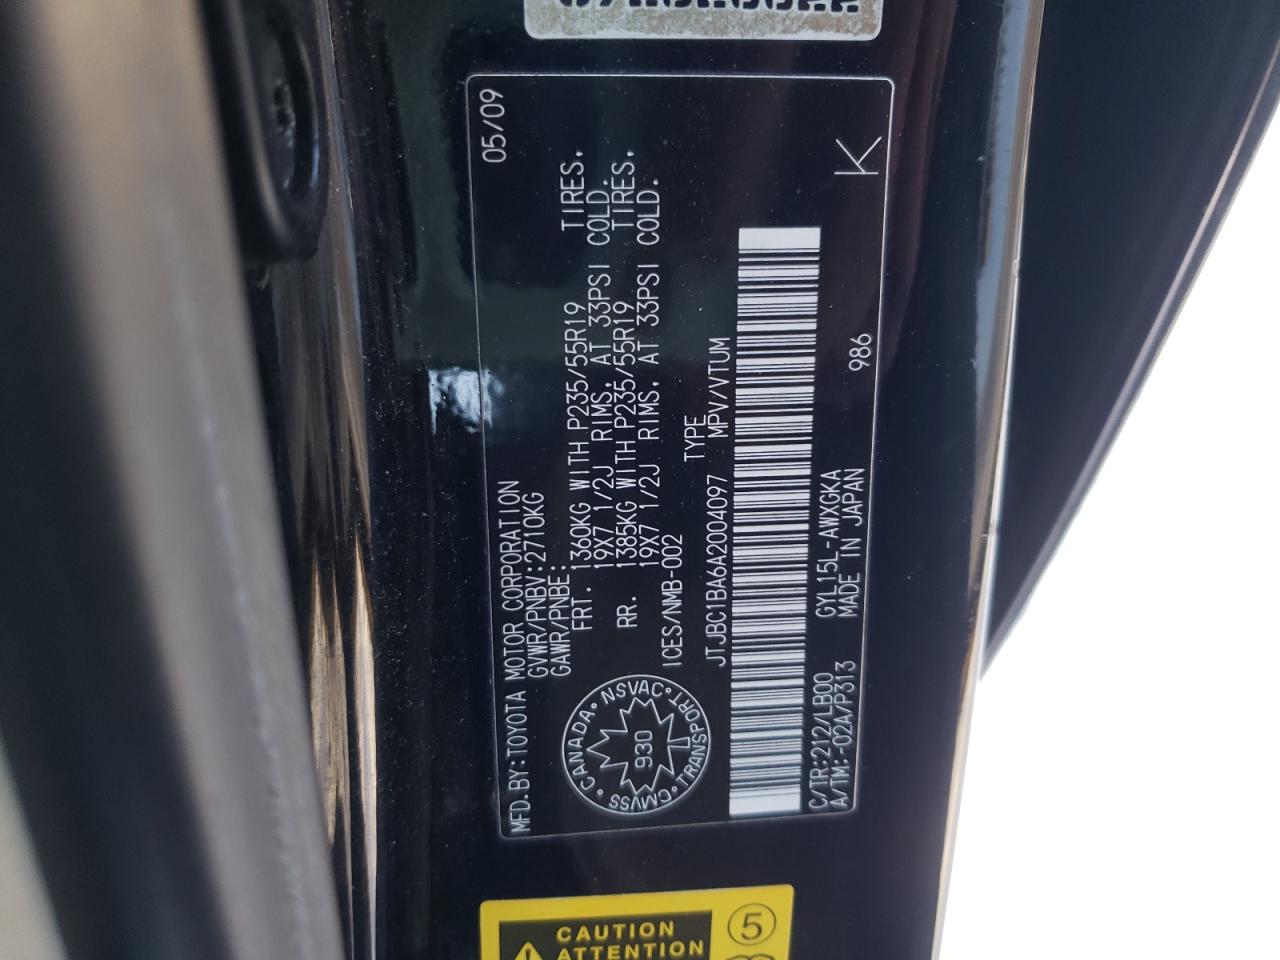 05/09
MFD. BY: TOYOTA MOTOR CORPORATION
GVWR/PNBV: 2710KG
GAWR/PNBE:
FRT. 1360KG WITH P235/55R19 TIRES,
19X7 1/2J RIMS, AT 33PSI COLD.
RR. 1385KG WITH P235/55R19 TIRES,
19X7 1/2J RIMS, AT 33PSI COLD.
ICES/NMB-002
CANADA • NSVAC • TRANSPORT • CMVSS
930
TYPE
JTJBC1BA6A2004097 MPV/VTUM
K
C/TR: 212/LB00 GYL15L-AWXGKA
A/TM: -02A/P313 MADE IN JAPAN 986
CAUTION
ATTENTION
5